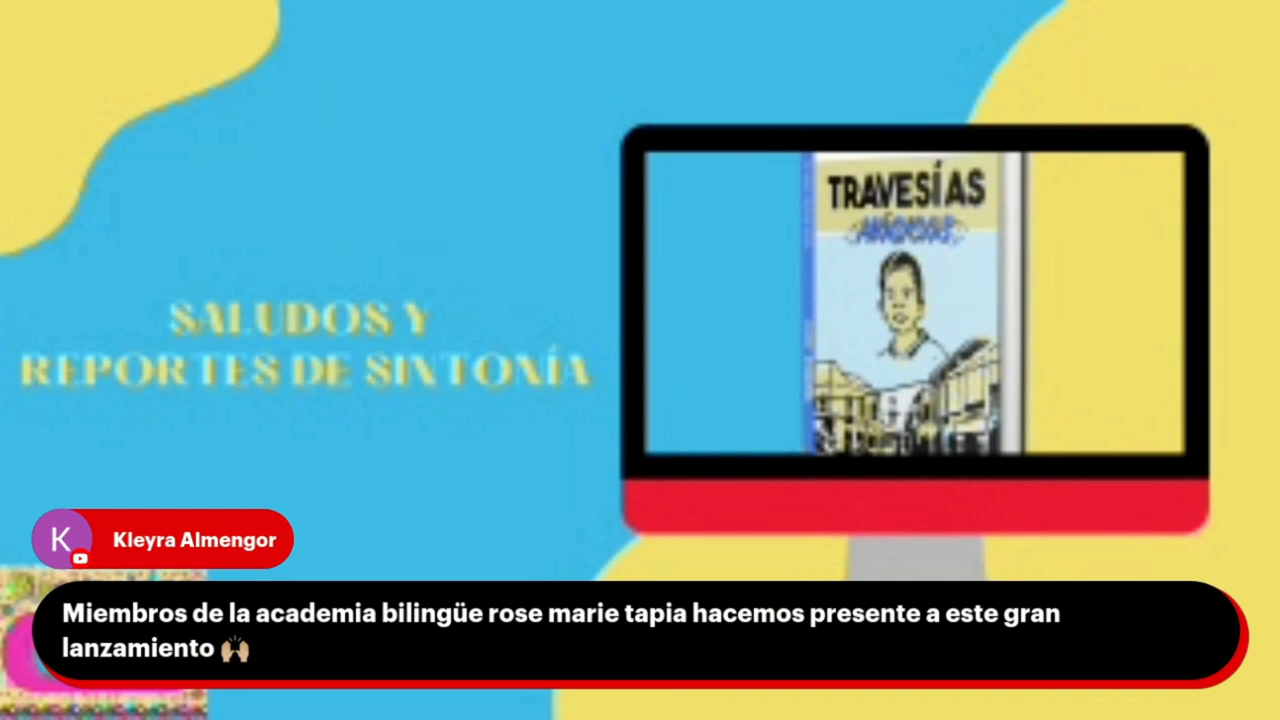 TRAVESÍAS
SALUDOS Y
REPORTES DE SINTONÍA
K
Kleyra Almengor
Miembros de la academia bilingüe rose marie tapia hacemos presente a este gran
lanzamiento 🙌🏼